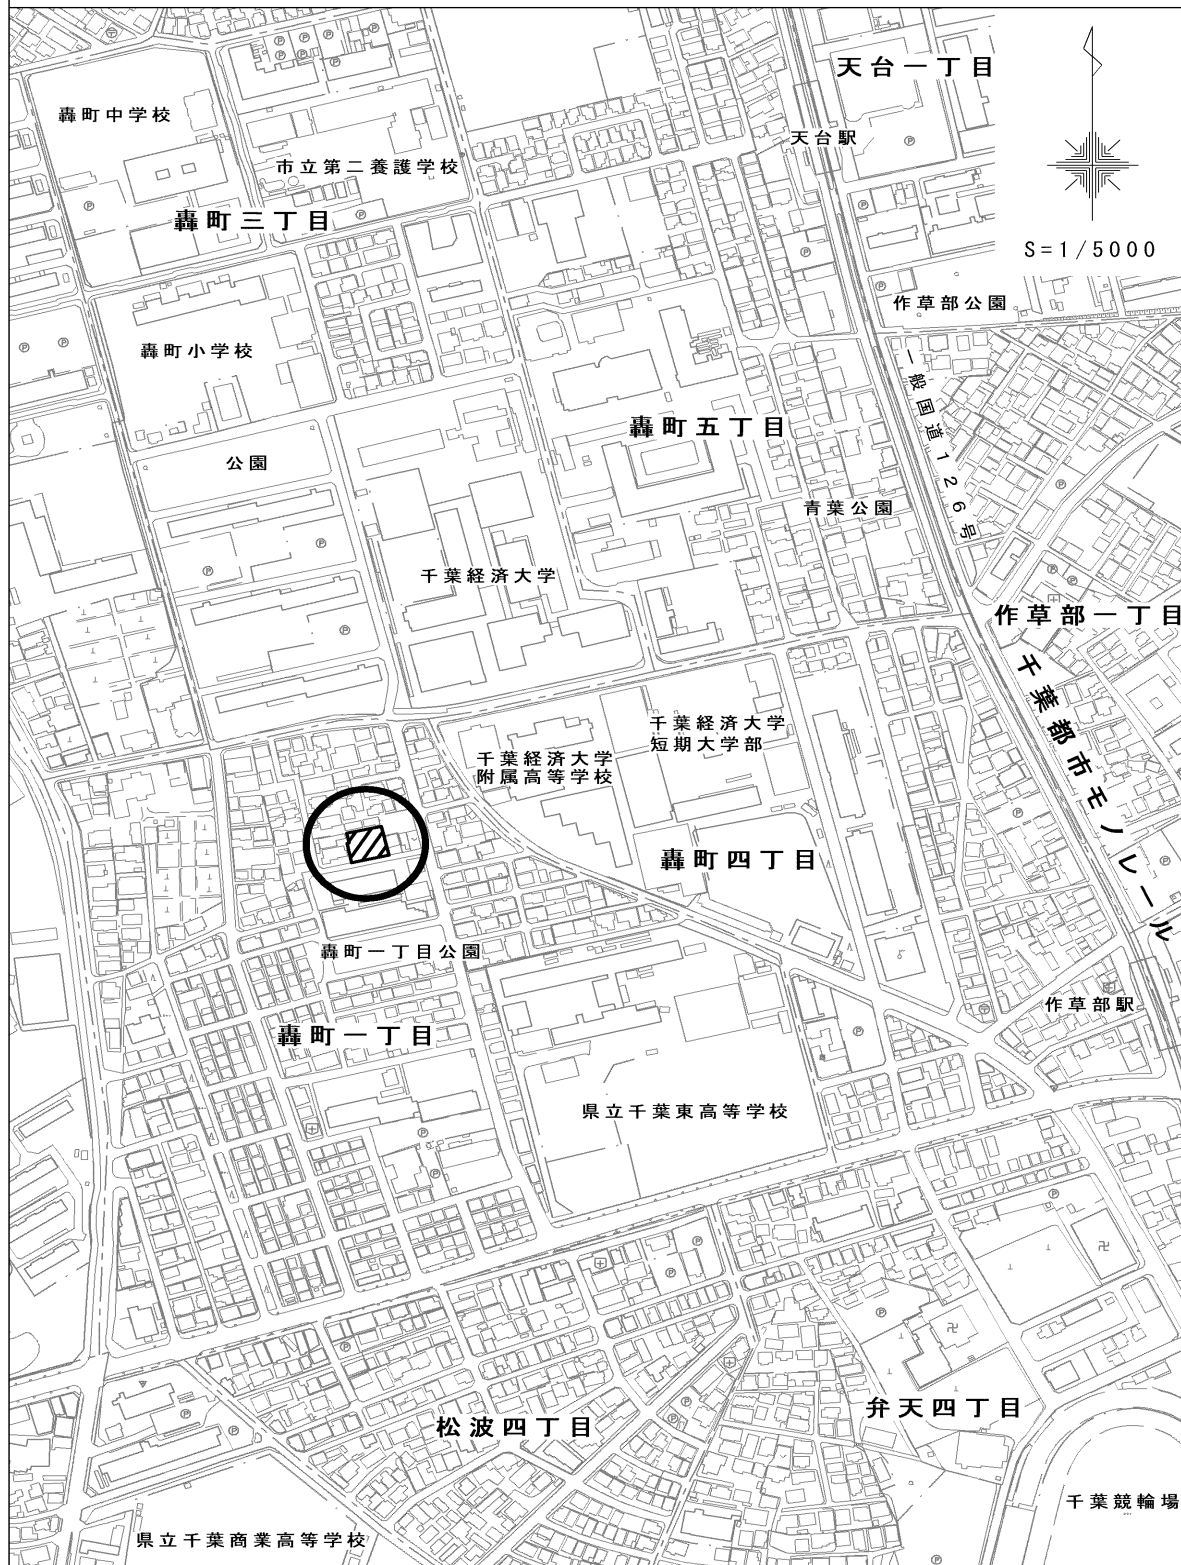 天台一丁目
轟町中学校
天台駅
市立第二養護学校
轟町三丁目
S=1/5000
作草部公園
轟町小学校
一般国道126号
轟町五丁目
公園
青葉公園
千葉経済大学
作草部一丁目
千葉都市モノレール
千葉経済大学
短期大学部
千葉経済大学
附属高等学校
轟町四丁目
轟町一丁目公園
作草部駅
轟町一丁目
県立千葉東高等学校
弁天四丁目
松波四丁目
千葉競輪場
県立千葉商業高等学校